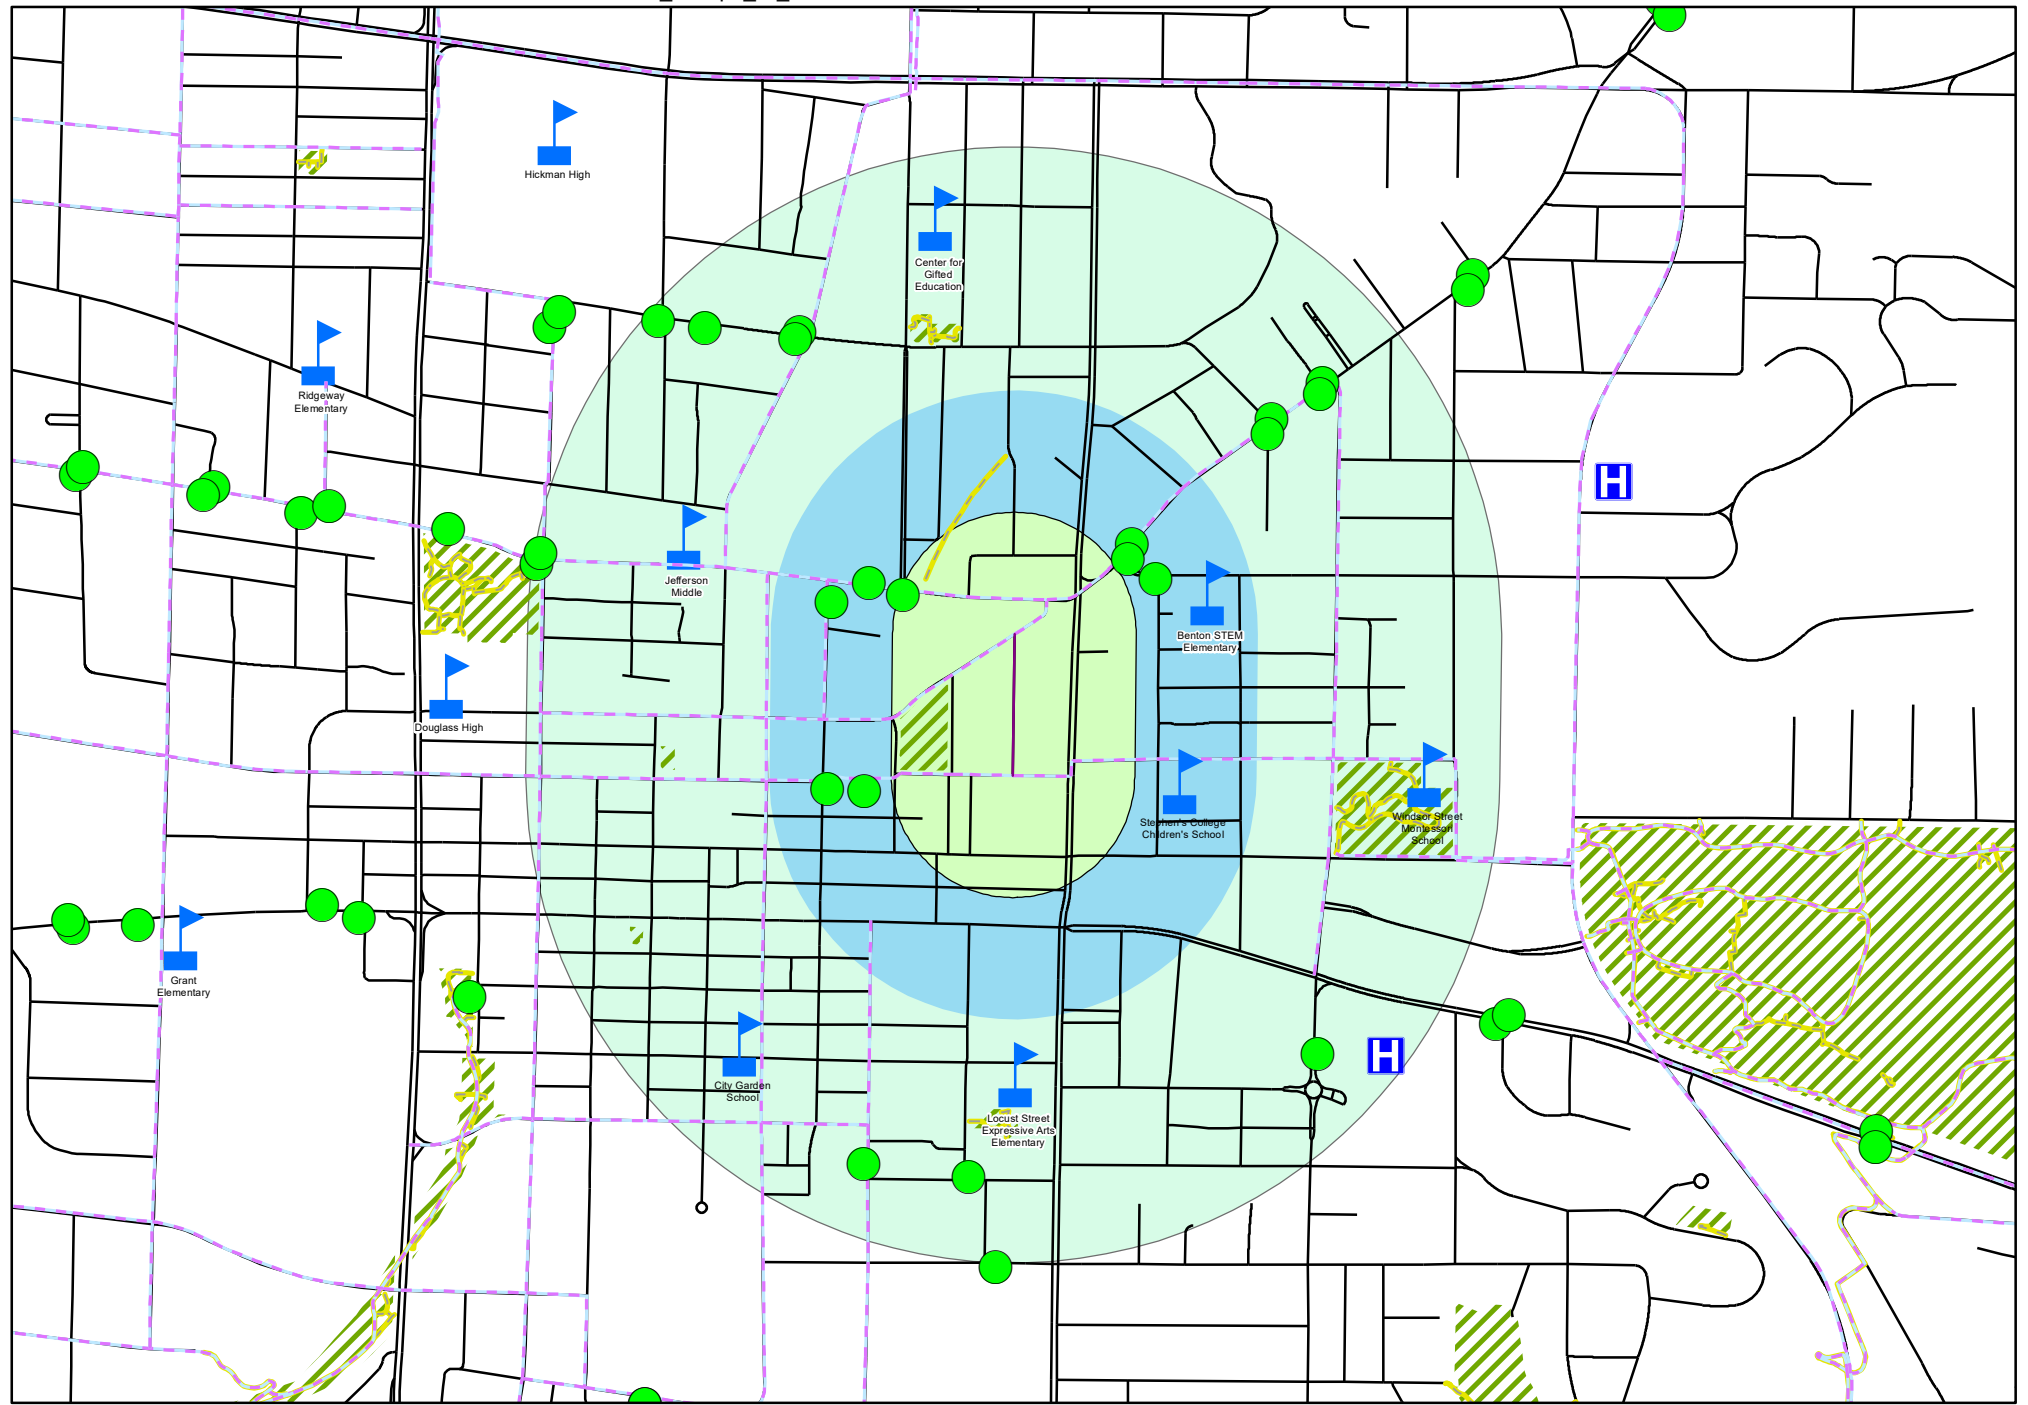 Hickman High
Center for
Gifted
Education
Ridgeway
Elementary
H
Jefferson
Middle
Benton STEM
Elementary
Douglass High
Stephen's College
Children's School
Windsor Street
Montessori
School
Grant
Elementary
City Garden
School
H
Locust Street
Expressive Arts
Elementary